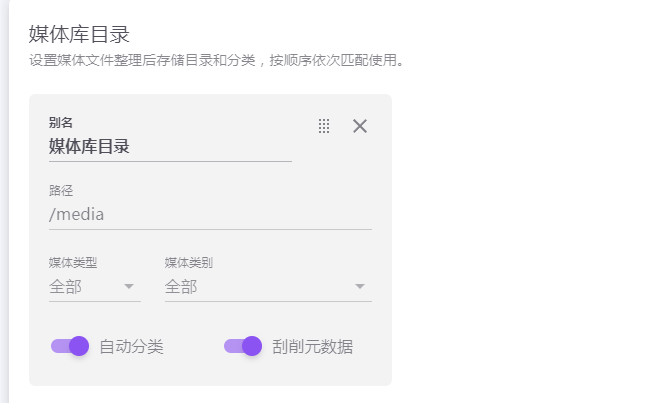 媒体库目录
设置媒体文件整理后存储目录和分类，按顺序依次匹配使用。
别名
媒体库目录
路径
/media
媒体类型 媒体类别
全部 全部
自动分类 刮削元数据